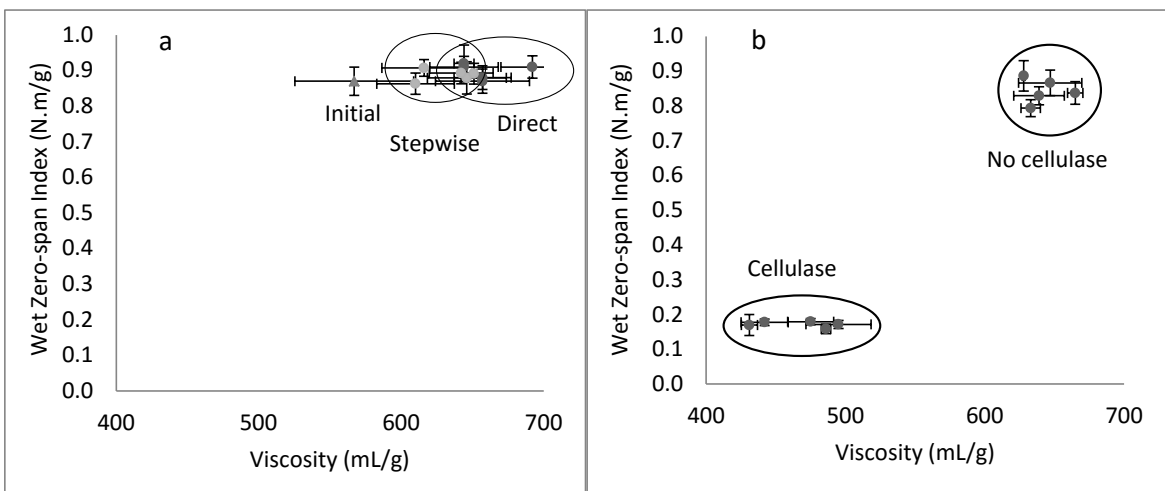 a
Wet Zero-span Index (N.m/g)
1.0
0.9
0.8
0.7
0.6
0.5
0.4
0.3
0.2
0.1
0.0
Initial
Stepwise
Direct
400 500 600 700
Viscosity (mL/g)
b
Wet Zero-span Index (N.m/g)
1.0
0.9
0.8
0.7
0.6
0.5
0.4
0.3
0.2
0.1
0.0
No cellulase
Cellulase
400 500 600 700
Viscosity (mL/g)